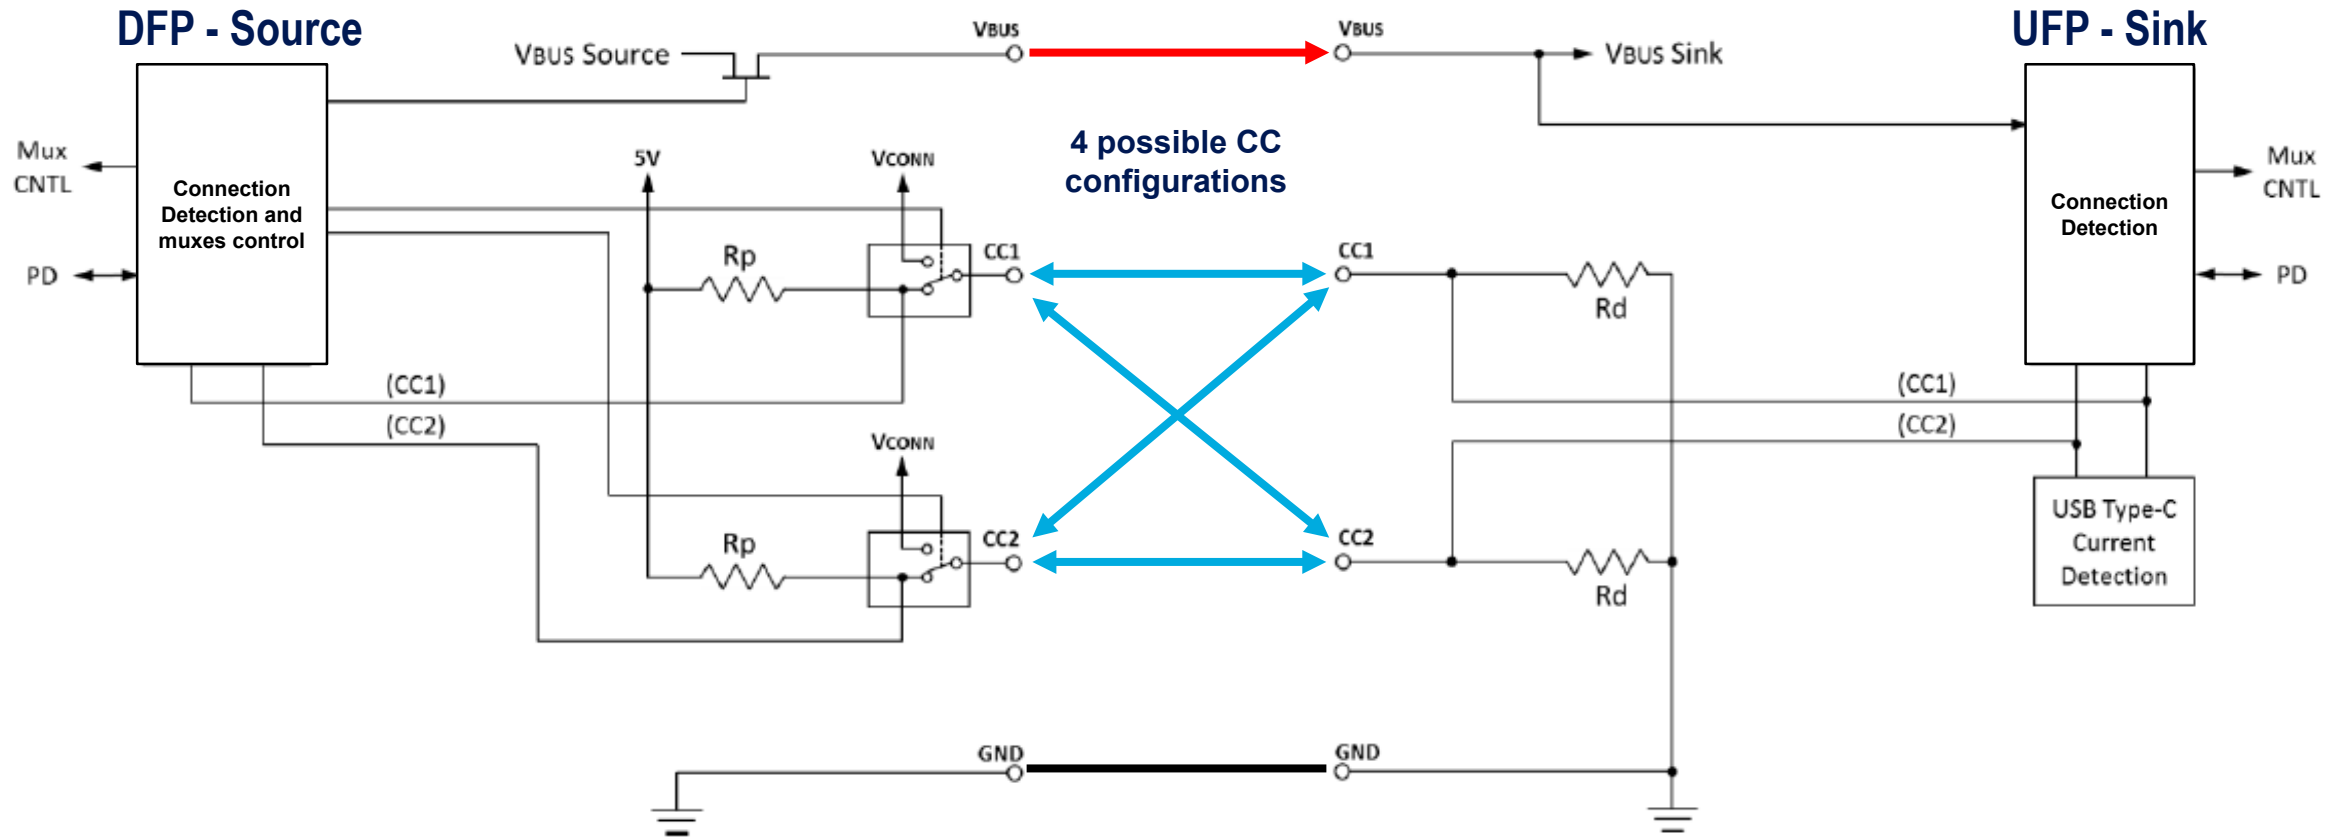 DFP - Source
UFP - Sink
VBUS Source
VBUS
VBUS
VBUS Sink
Mux
CNTL
Connection
Detection and
muxes control
PD
5V
VCONN
4 possible CC
configurations
Connection
Detection
Mux
CNTL
PD
Rp
CC1
CC1
Rd
(CC1)
(CC2)
(CC1)
(CC2)
VCONN
Rp
CC2
CC2
Rd
USB Type-C
Current
Detection
GND
GND